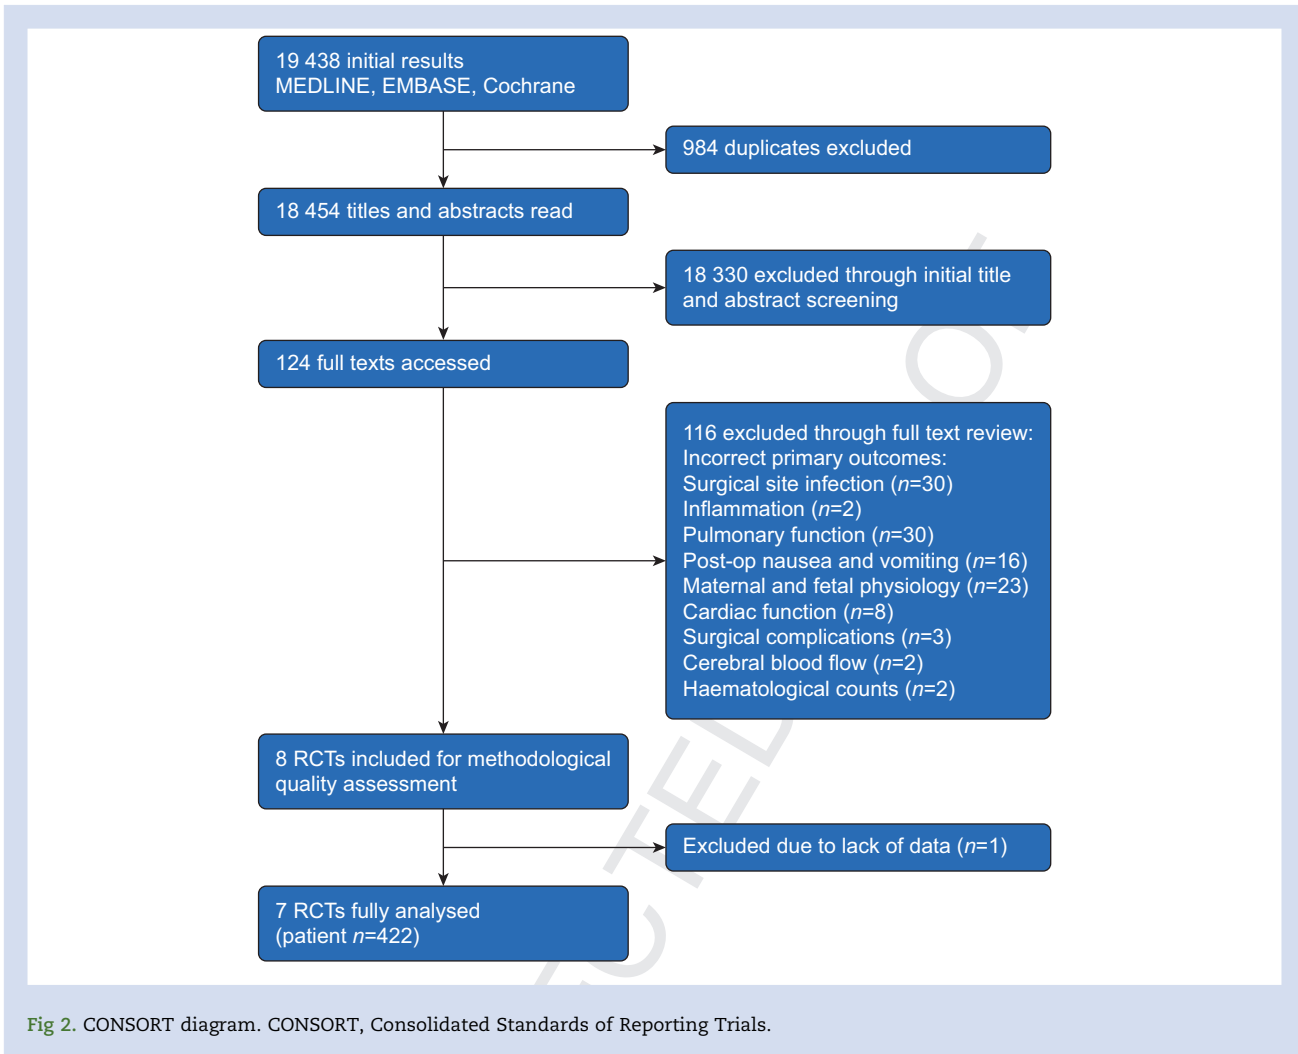 19 438 initial results
MEDLINE, EMBASE, Cochrane
984 duplicates excluded
18 454 titles and abstracts read
18 330 excluded through initial title
and abstract screening
124 full texts accessed
116 excluded through full text review:
Incorrect primary outcomes:
Surgical site infection (n=30)
Inflammation (n=2)
Pulmonary function (n=30)
Post-op nausea and vomiting (n=16)
Maternal and fetal physiology (n=23)
Cardiac function (n=8)
Surgical complications (n=3)
Cerebral blood flow (n=2)
Haematological counts (n=2)
8 RCTs included for methodological
quality assessment
Excluded due to lack of data (n=1)
7 RCTs fully analysed
(patient n=422)
Fig 2. CONSORT diagram. CONSORT, Consolidated Standards of Reporting Trials.